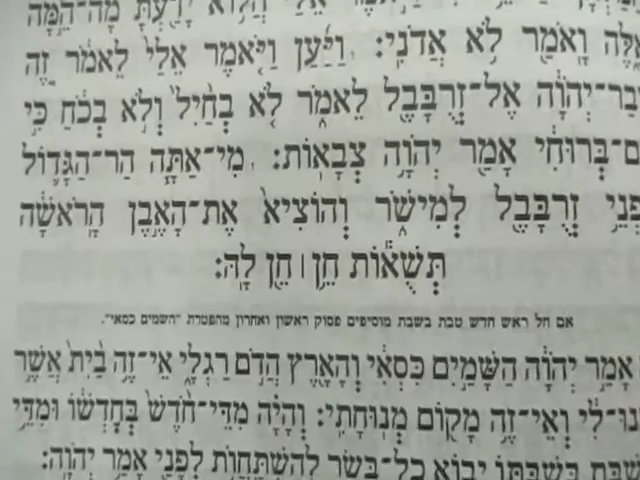 אֵלַי הֲלוֹא יָדַעְתָּ מָה־הֵמָּה
אֵלֶּה וָאֹמַר לֹא אֲדֹנִי׃ וַיַּעַן וַיֹּאמֶר אֵלַי לֵאמֹר זֶה
יְהוָה אֶל־זְרֻבָּבֶל לֵאמֹר לֹא בְחַיִל וְלֹא בְכֹחַ כִּי
בְּרוּחִי אָמַר יְהוָה צְבָאוֹת׃ מִי־אַתָּה הַר־הַגָּדוֹל
זְרֻבָּבֶל לְמִישֹׁר וְהוֹצִיא אֶת־הָאֶבֶן הָרֹאשָׁה
תְּשֻׁאוֹת חֵן ׀ חֵן לָהּ׃
אם חל ראש חדש טבת בשבת מוסיפים פסוק ראשון ואחרון מהפטרת "השמים כסאי".
אָמַר יְהוָה הַשָּׁמַיִם כִּסְאִי וְהָאָרֶץ הֲדֹם רַגְלָי אֵי־זֶה בַיִת אֲשֶׁר
לִי וְאֵי־זֶה מָקוֹם מְנוּחָתִי׃ וְהָיָה מִדֵּי־חֹדֶשׁ בְּחָדְשׁוֹ וּמִדֵּי
שַׁבָּת בְּשַׁבַּתּוֹ יָבוֹא כָל־בָּשָׂר לְהִשְׁתַּחֲוֺת לְפָנַי אָמַר יְהוָה׃